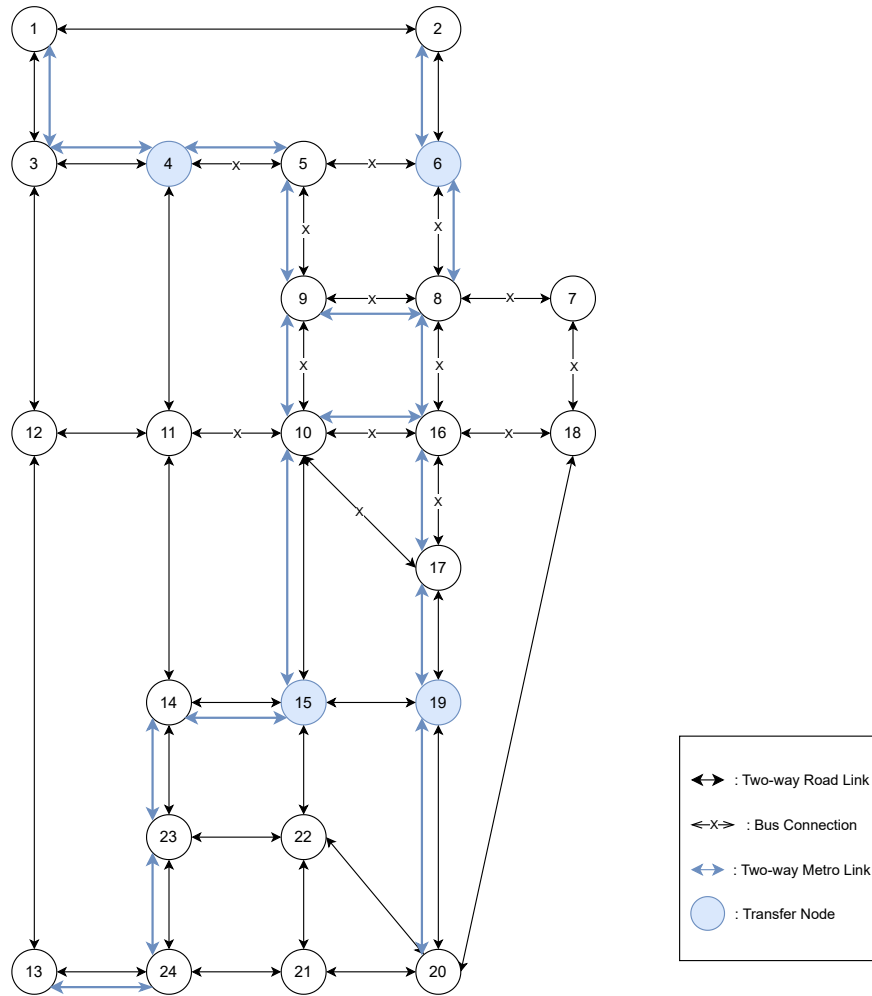 1 2
3 4 X 5 X 6
X X
9 X 8 X 7
X X X
12 11 X 10 X 16 X 18
X X
17
14 15 19
: Two-way Road Link
X : Bus Connection
23 22
: Two-way Metro Link
: Transfer Node
13 24 21 20